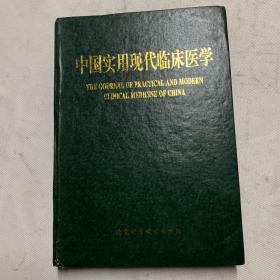 中国实用现代临床医学
THE GOURNAL OF PRACTICAL AND MODERN
CLINICAL MEDICINE OF CHINA